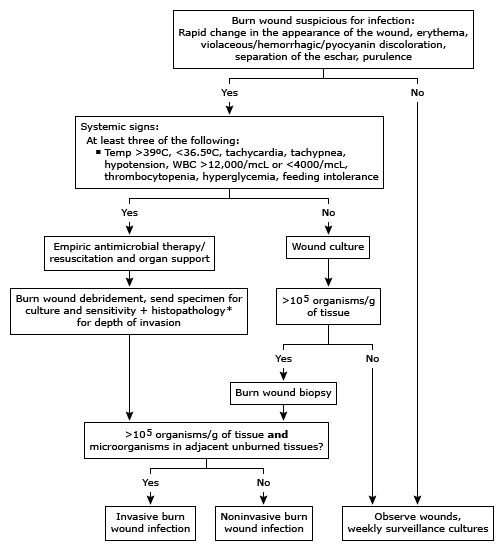 Burn wound suspicious for infection:
Rapid change in the appearance of the wound, erythema,
violaceous/hemorrhagic/pyocyanin discoloration,
separation of the eschar, purulence
Yes
No
Systemic signs:
At least three of the following:
▪ Temp >39ºC, <36.5ºC, tachycardia, tachypnea,
hypotension, WBC >12,000/mcL or <4000/mcL,
thrombocytopenia, hyperglycemia, feeding intolerance
Yes
No
Empiric antimicrobial therapy/
resuscitation and organ support
Wound culture
Burn wound debridement, send specimen for
culture and sensitivity + histopathology*
for depth of invasion
>10⁵ organisms/g
of tissue
Yes
No
Burn wound biopsy
>10⁵ organisms/g of tissue and
microorganisms in adjacent unburned tissues?
Yes
No
Invasive burn
wound infection
Noninvasive burn
wound infection
Observe wounds,
weekly surveillance cultures